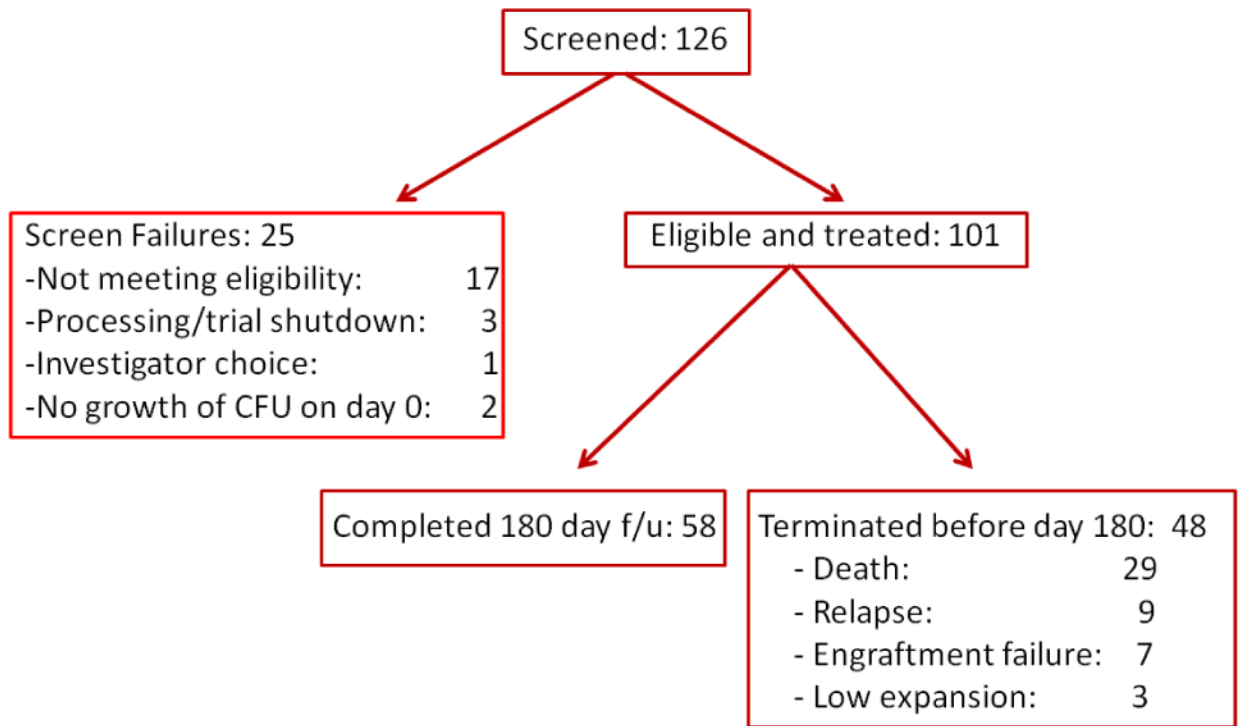 Screened: 126
Screen Failures: 25
-Not meeting eligibility: 17
-Processing/trial shutdown: 3
-Investigator choice: 1
-No growth of CFU on day 0: 2
Eligible and treated: 101
Completed 180 day f/u: 58
Terminated before day 180: 48
- Death: 29
- Relapse: 9
- Engraftment failure: 7
- Low expansion: 3